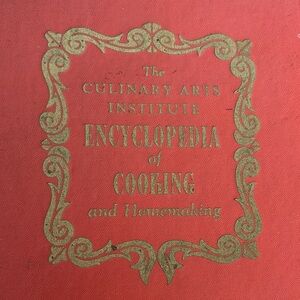 The
CULINARY ARTS
INSTITUTE
ENCYCLOPEDIA
of
COOKING
and Homemaking